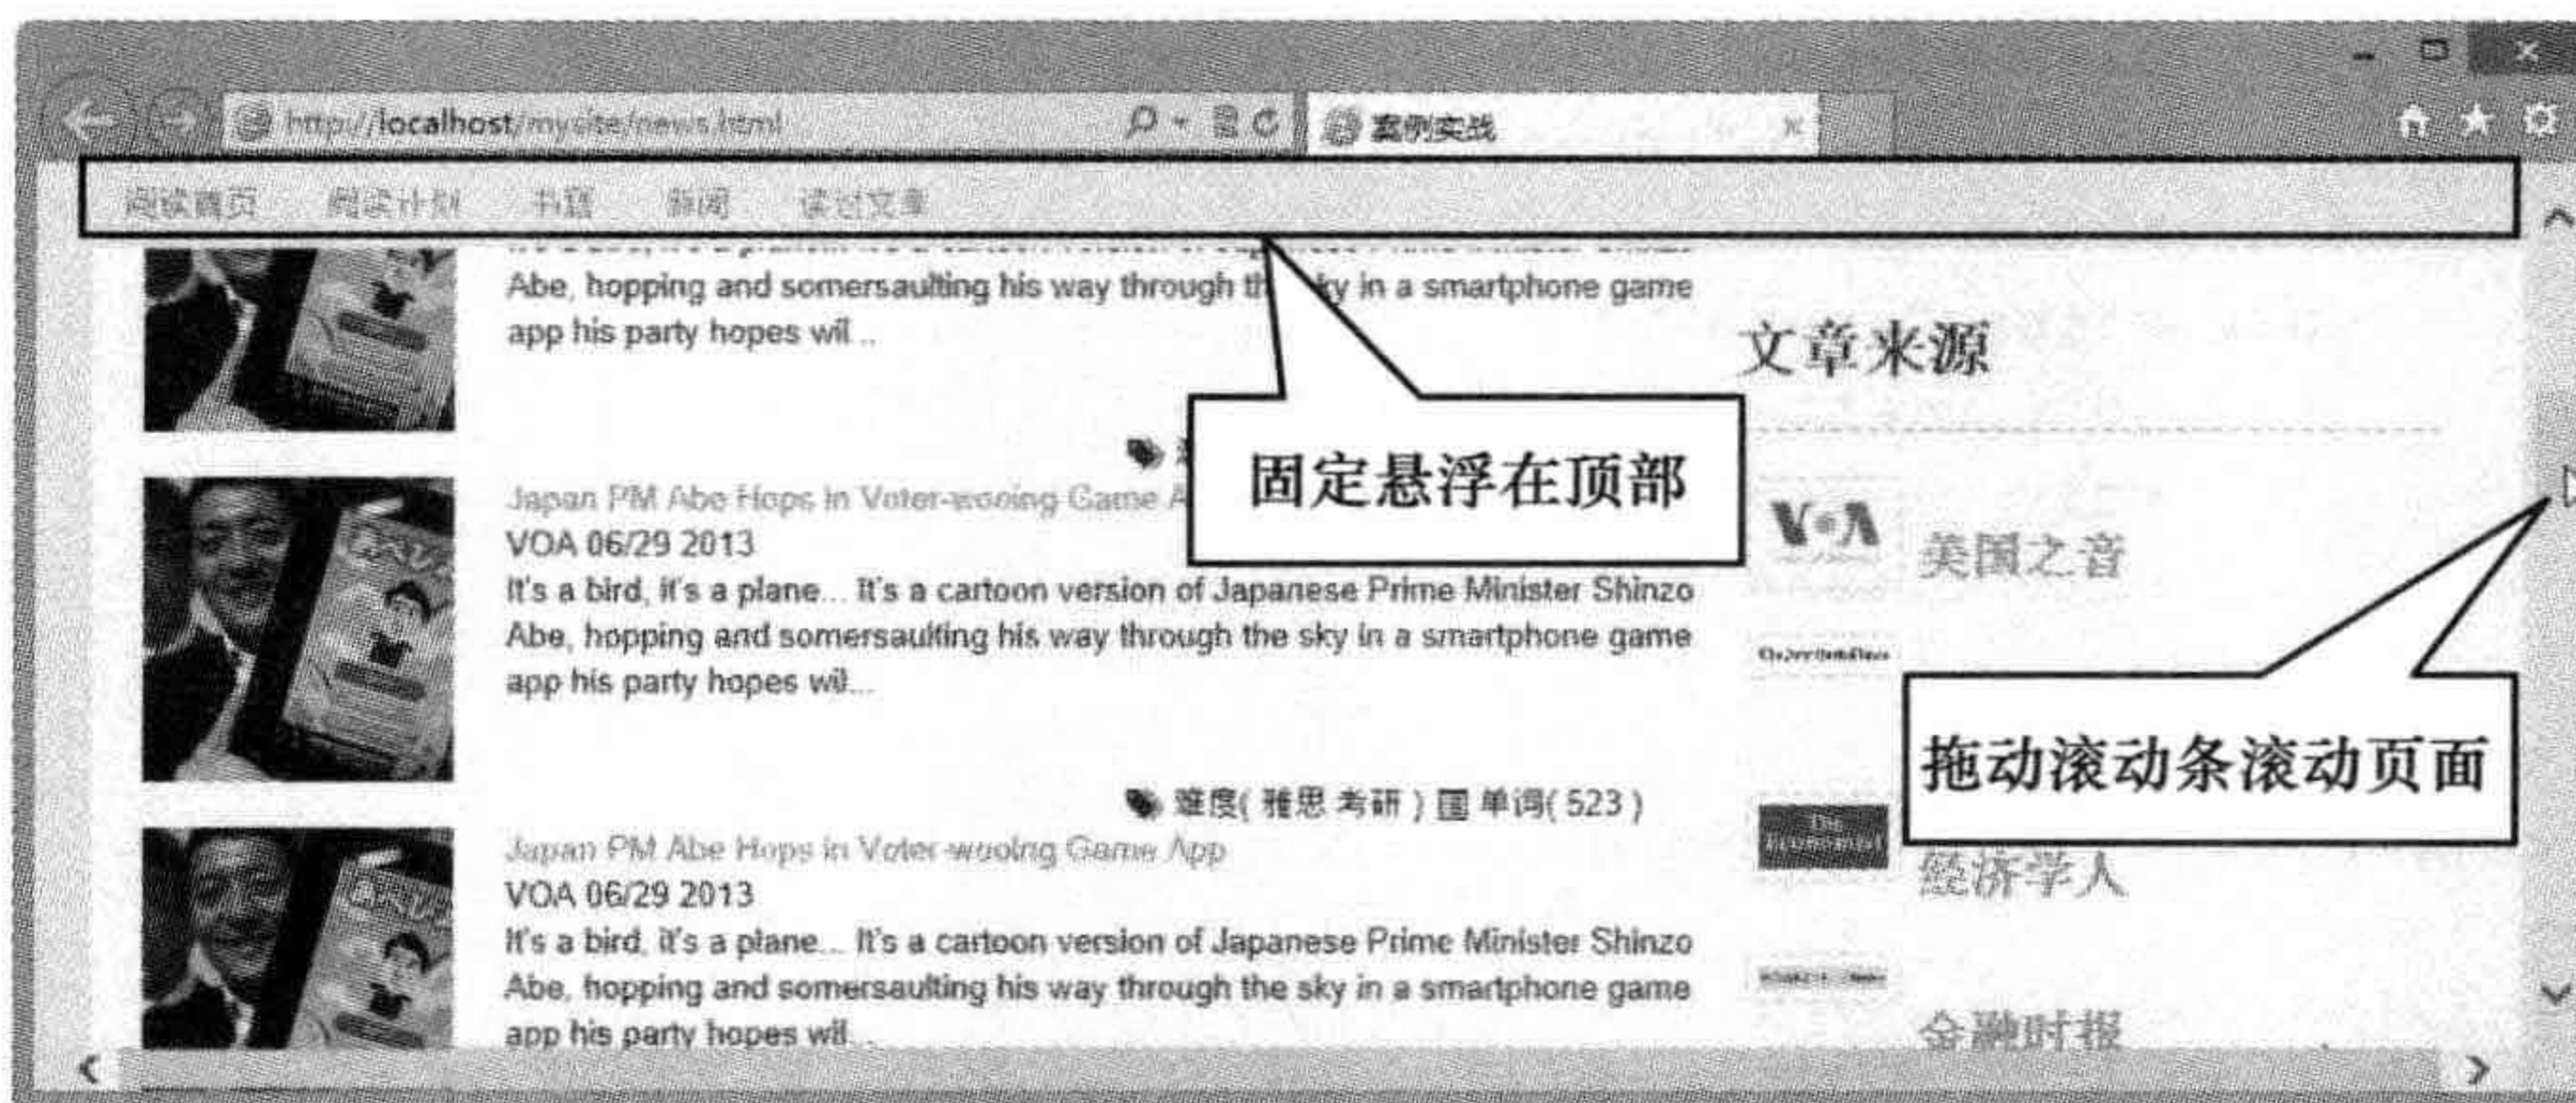 http://localhost/mysite/news.html
案例实战
阅读首页 阅读计划 书籍 新闻 读过文章
Abe, hopping and somersaulting his way through th ky in a smartphone game
app his party hopes wil ..
文章来源
固定悬浮在顶部
Japan PM Abe Hops in Voter-wooing Game A
VOA 06/29 2013
It's a bird, it's a plane... It's a cartoon version of Japanese Prime Minister Shinzo
Abe, hopping and somersaulting his way through the sky in a smartphone game
app his party hopes wil...
VOA
美国之音
拖动滚动条滚动页面
难度( 雅思 考研 ) 单词( 523 )
Japan PM Abe Hops in Voter-wooing Game App
VOA 06/29 2013
It's a bird, it's a plane... It's a cartoon version of Japanese Prime Minister Shinzo
Abe, hopping and somersaulting his way through the sky in a smartphone game
app his party hopes wil...
The Economist
经济学人
金融时报